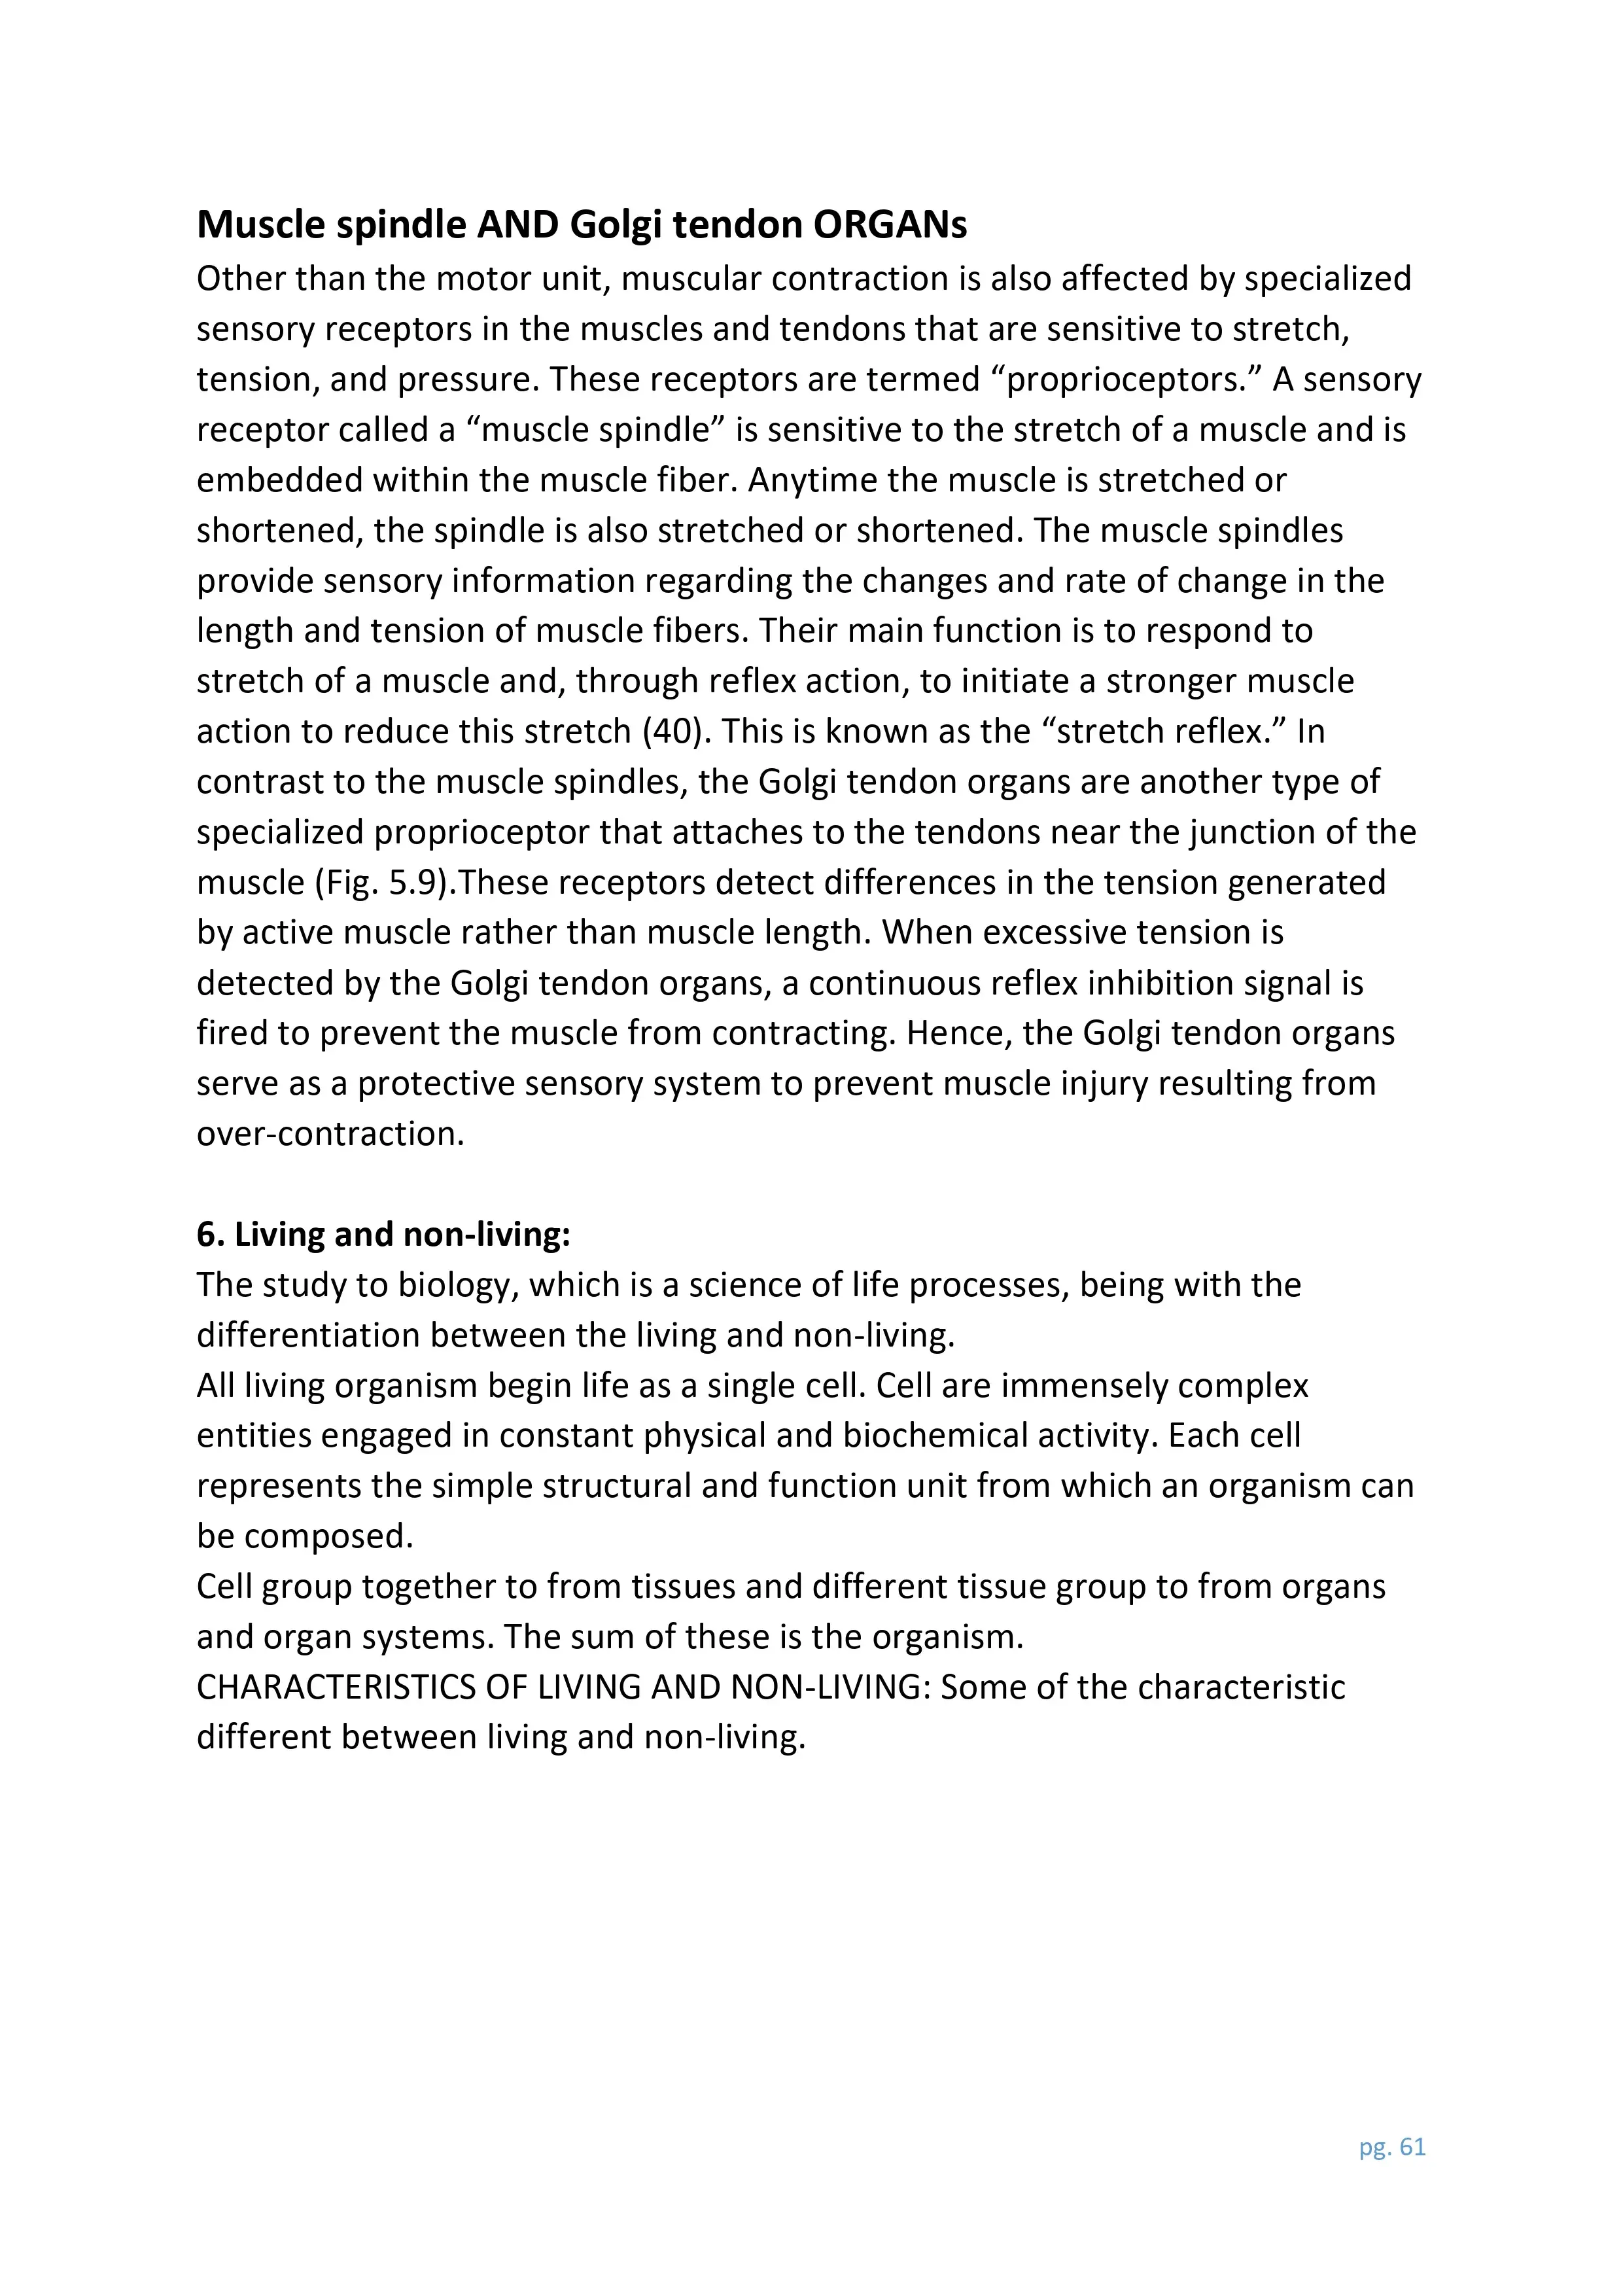 Muscle spindle AND Golgi tendon ORGANs
Other than the motor unit, muscular contraction is also affected by specialized
sensory receptors in the muscles and tendons that are sensitive to stretch,
tension, and pressure. These receptors are termed “proprioceptors.” A sensory
receptor called a “muscle spindle” is sensitive to the stretch of a muscle and is
embedded within the muscle fiber. Anytime the muscle is stretched or
shortened, the spindle is also stretched or shortened. The muscle spindles
provide sensory information regarding the changes and rate of change in the
length and tension of muscle fibers. Their main function is to respond to
stretch of a muscle and, through reflex action, to initiate a stronger muscle
action to reduce this stretch (40). This is known as the “stretch reflex.” In
contrast to the muscle spindles, the Golgi tendon organs are another type of
specialized proprioceptor that attaches to the tendons near the junction of the
muscle (Fig. 5.9).These receptors detect differences in the tension generated
by active muscle rather than muscle length. When excessive tension is
detected by the Golgi tendon organs, a continuous reflex inhibition signal is
fired to prevent the muscle from contracting. Hence, the Golgi tendon organs
serve as a protective sensory system to prevent muscle injury resulting from
over-contraction.
6. Living and non-living:
The study to biology, which is a science of life processes, being with the
differentiation between the living and non-living.
All living organism begin life as a single cell. Cell are immensely complex
entities engaged in constant physical and biochemical activity. Each cell
represents the simple structural and function unit from which an organism can
be composed.
Cell group together to from tissues and different tissue group to from organs
and organ systems. The sum of these is the organism.
CHARACTERISTICS OF LIVING AND NON-LIVING: Some of the characteristic
different between living and non-living.
pg. 61